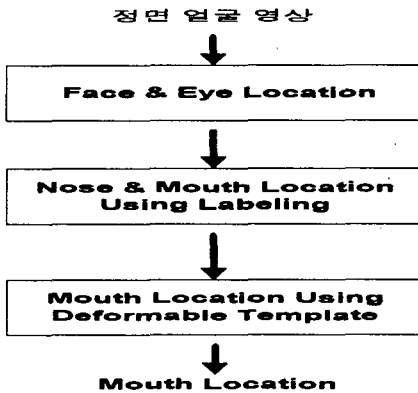 정면 얼굴 영상
Face & Eye Location
Nose & Mouth Location
Using Labeling
Mouth Location Using
Deformable Template
Mouth Location